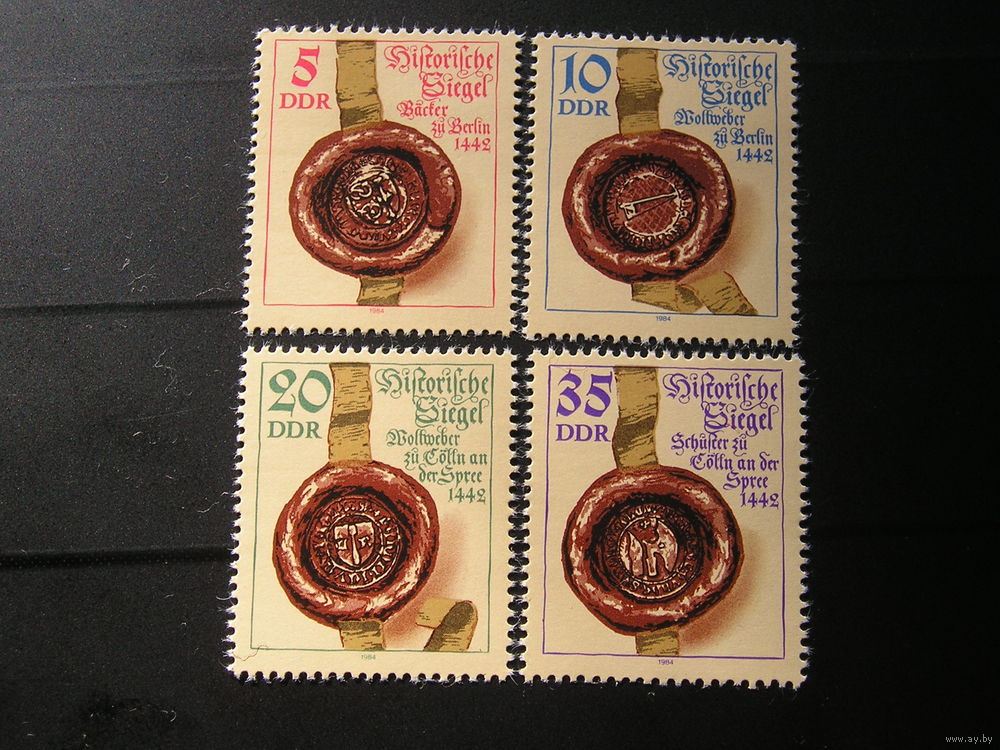 5
DDR
Historische
Siegel
Bäcker
zu Berlin
1442
1984
10
DDR
Historische
Siegel
Wollweber
zu Berlin
1442
1984
20
DDR
Historische
Siegel
Wollweber
zu Cölln an
der Spree
1442
1984
35
DDR
Historische
Siegel
Schuster zu
Cölln an der
Spree
1442
1984
www.ay.by